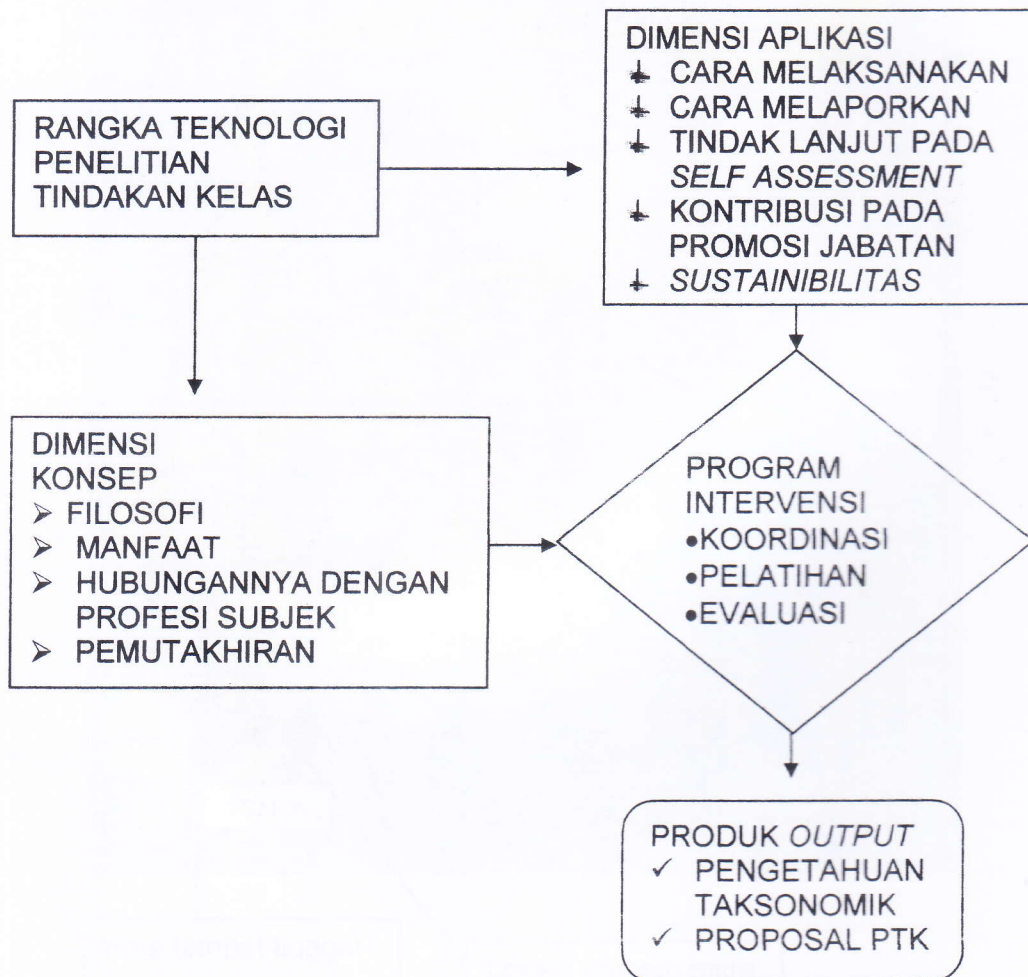 RANGKA TEKNOLOGI
PENELITIAN
TINDAKAN KELAS
DIMENSI APLIKASI
CARA MELAKSANAKAN
CARA MELAPORKAN
TINDAK LANJUT PADA
SELF ASSESSMENT
KONTRIBUSI PADA
PROMOSI JABATAN
SUSTAINIBILITAS
DIMENSI
KONSEP
➢ FILOSOFI
➢ MANFAAT
➢ HUBUNGANNYA DENGAN
PROFESI SUBJEK
➢ PEMUTAKHIRAN
PROGRAM
INTERVENSI
•KOORDINASI
•PELATIHAN
•EVALUASI
PRODUK OUTPUT
✓ PENGETAHUAN
TAKSONOMIK
✓ PROPOSAL PTK